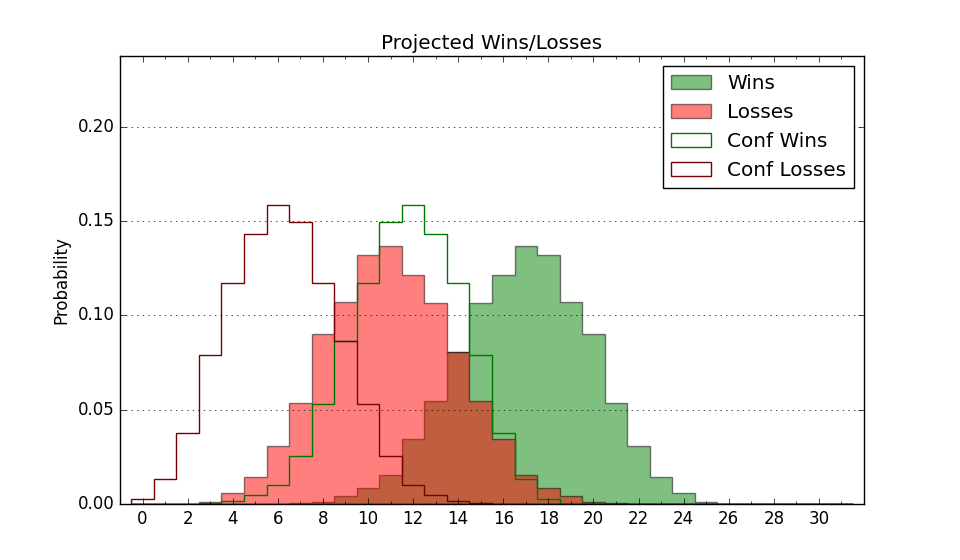 Projected Wins/Losses
Wins
Losses
Conf Wins
Conf Losses
Probability
0.20
0.15
0.10
0.05
0.00
0 2 4 6 8 10 12 14 16 18 20 22 24 26 28 30